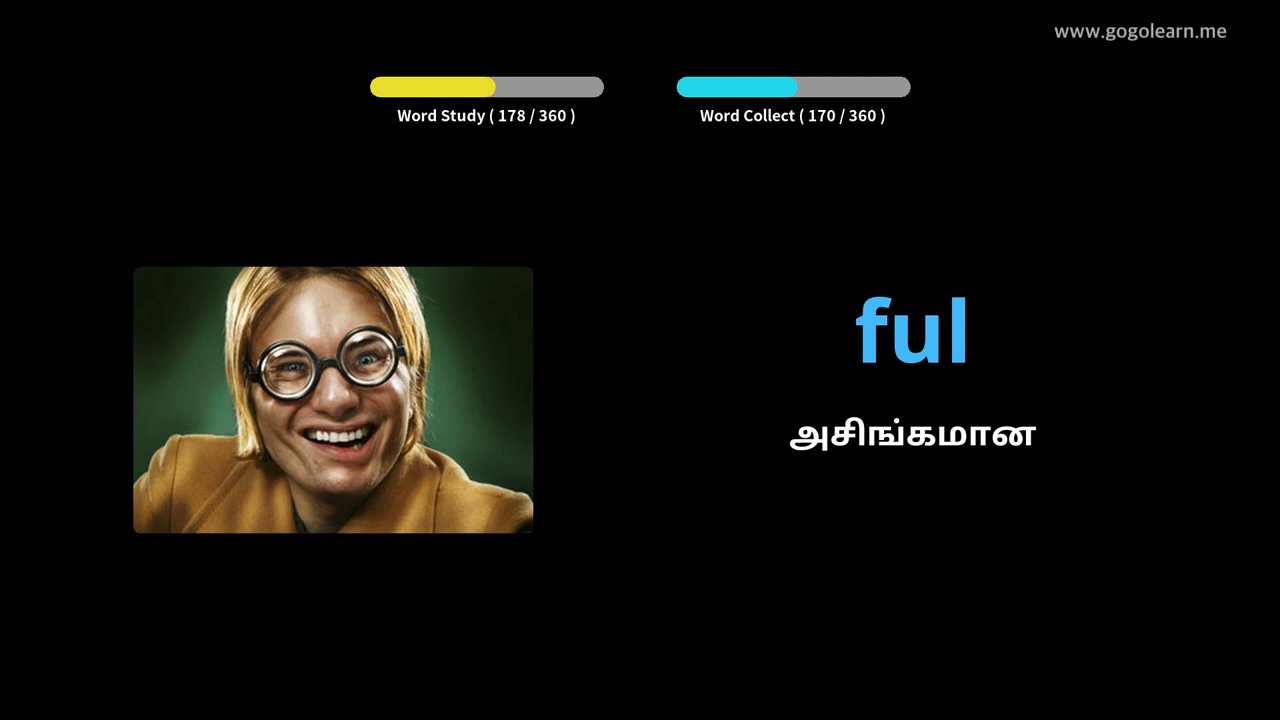 www.gogolearn.me
Word Study ( 178 / 360 )
Word Collect ( 170 / 360 )
ful
அசிங்கமான